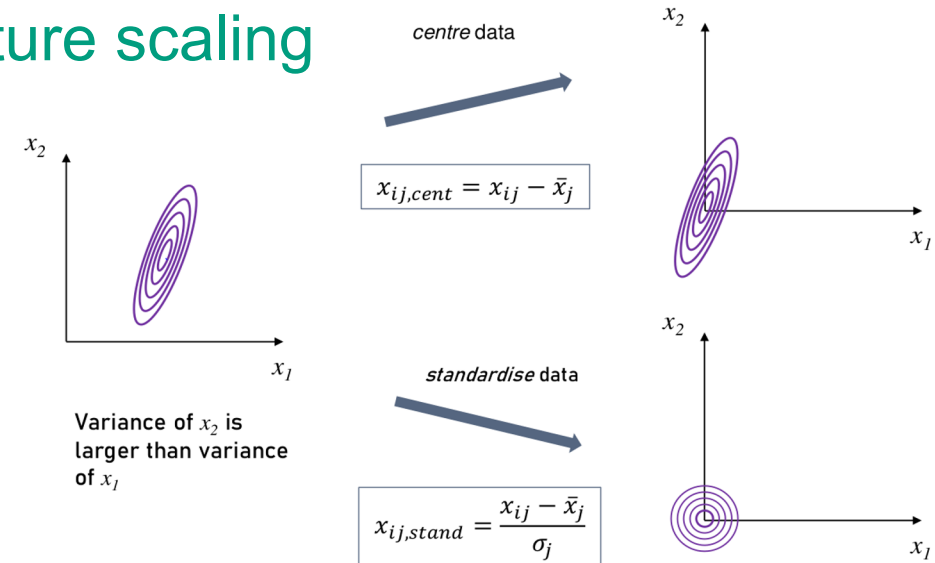 ture scaling
centre data
x₂
x_{ij,cent} = x_{ij} − x̄_j
x₁
x₂
x₁
Variance of x₂ is
larger than variance
of x₁
x₂
standardise data
x_{ij,stand} = (x_{ij} − x̄_j) / σ_j
x₁